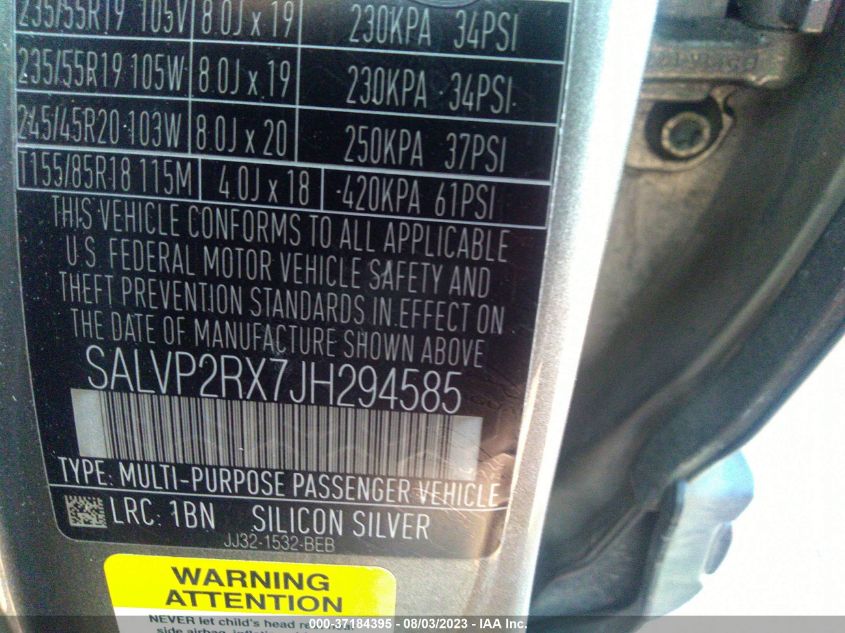 235/55R19 105V 8.0J x 19 230KPA 34PSI
235/55R19 105W 8.0J x 19 230KPA 34PSI
245/45R20 103W 8.0J x 20 250KPA 37PSI
T155/85R18 115M 4.0J x 18 420KPA 61PSI
THIS VEHICLE CONFORMS TO ALL APPLICABLE
U.S. FEDERAL MOTOR VEHICLE SAFETY AND
THEFT PREVENTION STANDARDS IN EFFECT ON
THE DATE OF MANUFACTURE SHOWN ABOVE
SALVP2RX7JH294585
TYPE: MULTI-PURPOSE PASSENGER VEHICLE
LRC: 1BN SILICON SILVER
JJ32-1532-BEB
WARNING
ATTENTION
NEVER let child's head
side airbag,
000-37184395 - 08/03/2023 - IAA Inc.